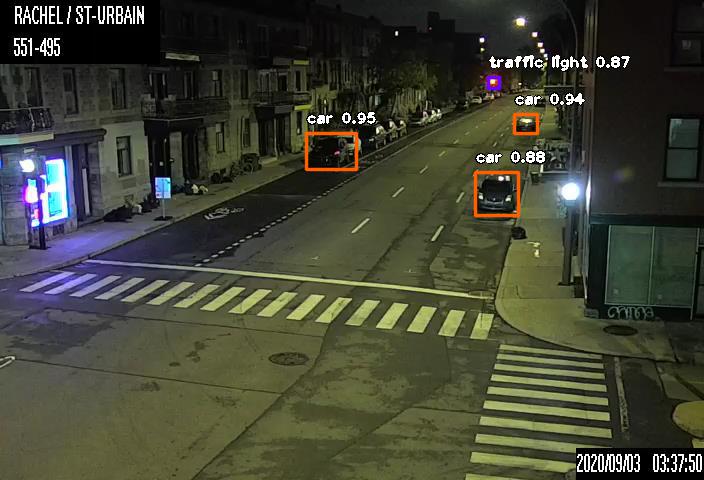 RACHEL / ST-URBAIN
551-495
traffic light 0.87
car 0.94
car 0.95
car 0.88
2020/09/03 03:37:50